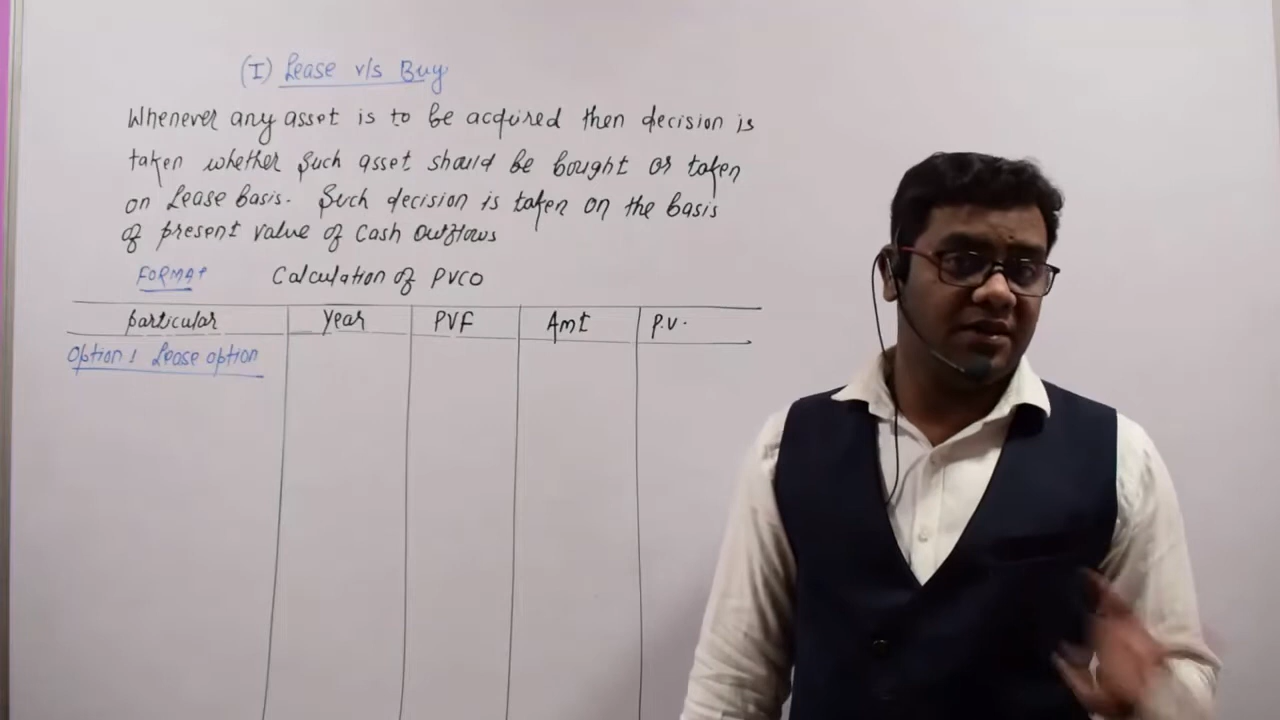 (I) Lease v/s Buy
Whenever any asset is to be acquired then decision is
taken whether such asset should be bought or taken
on Lease basis. Such decision is taken on the basis
of present value of Cash Outflows
FORMAT Calculation of PVCO
particular Year PVF Amt P.V.
Option 1 Lease option